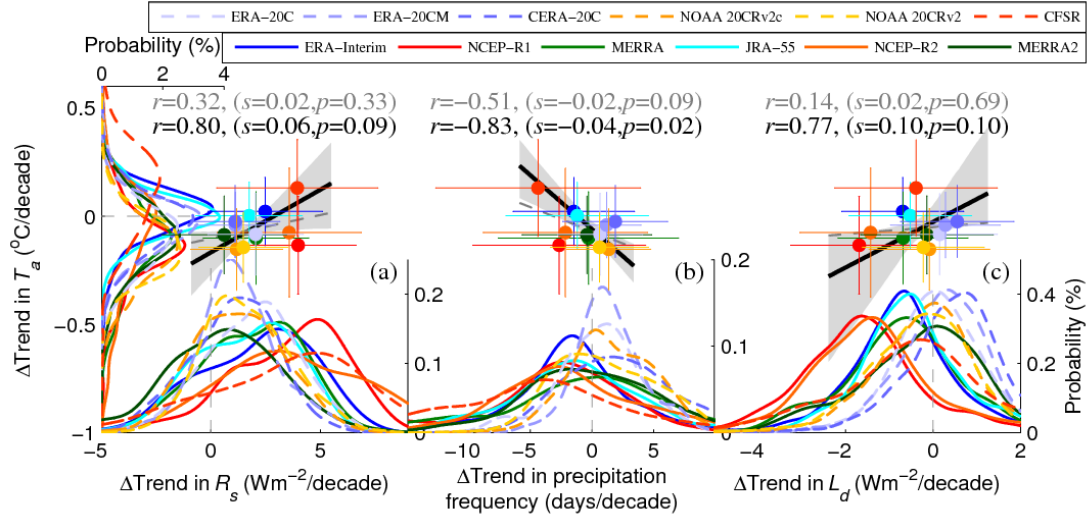 ERA−20C ERA−20CM CERA−20C NOAA 20CRv2c NOAA 20CRv2 CFSR
Probability (%)
ERA−Interim NCEP−R1 MERRA JRA−55 NCEP−R2 MERRA2
0 2 4
r=0.32, (s=0.02,p=0.33) r=−0.51, (s=−0.02,p=0.09) r=0.14, (s=0.02,p=0.69)
r=0.80, (s=0.06,p=0.09) r=−0.83, (s=−0.04,p=0.02) r=0.77, (s=0.10,p=0.10)
0.5
0
−0.5
−1
ΔTrend in Ta (°C/decade)
(a) (b) (c)
0.2 0.2
0.1 0.1
0 0
0.4
0.2
0
Probability (%)
−5 0 5 −10 −5 0 5 −4 −2 0 2
ΔTrend in Rs (Wm−2/decade) ΔTrend in precipitation ΔTrend in Ld (Wm−2/decade)
frequency (days/decade)